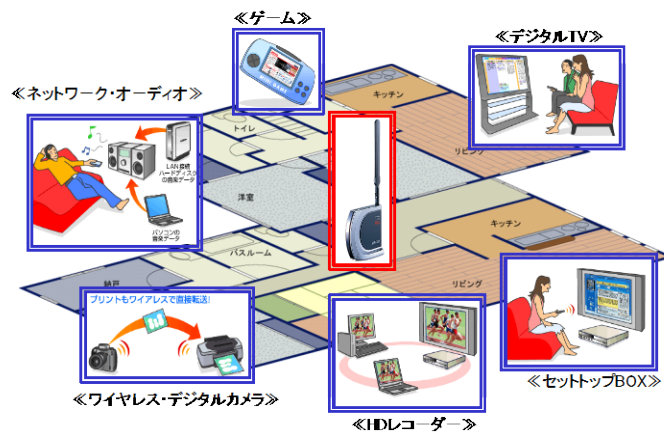 ≪ゲーム≫
≪デジタルTV≫
≪ネットワーク・オーディオ≫
キッチン
トイレ
リビング
LAN接続
ハードディスク
の音楽データ
パソコンの
音楽データ
洋室
キッチン
バスルーム
リビング
納戸
プリントもワイアレスで直接転送!
≪ワイヤレス・デジタルカメラ≫
≪セットトップBOX≫
≪HDレコーダー≫